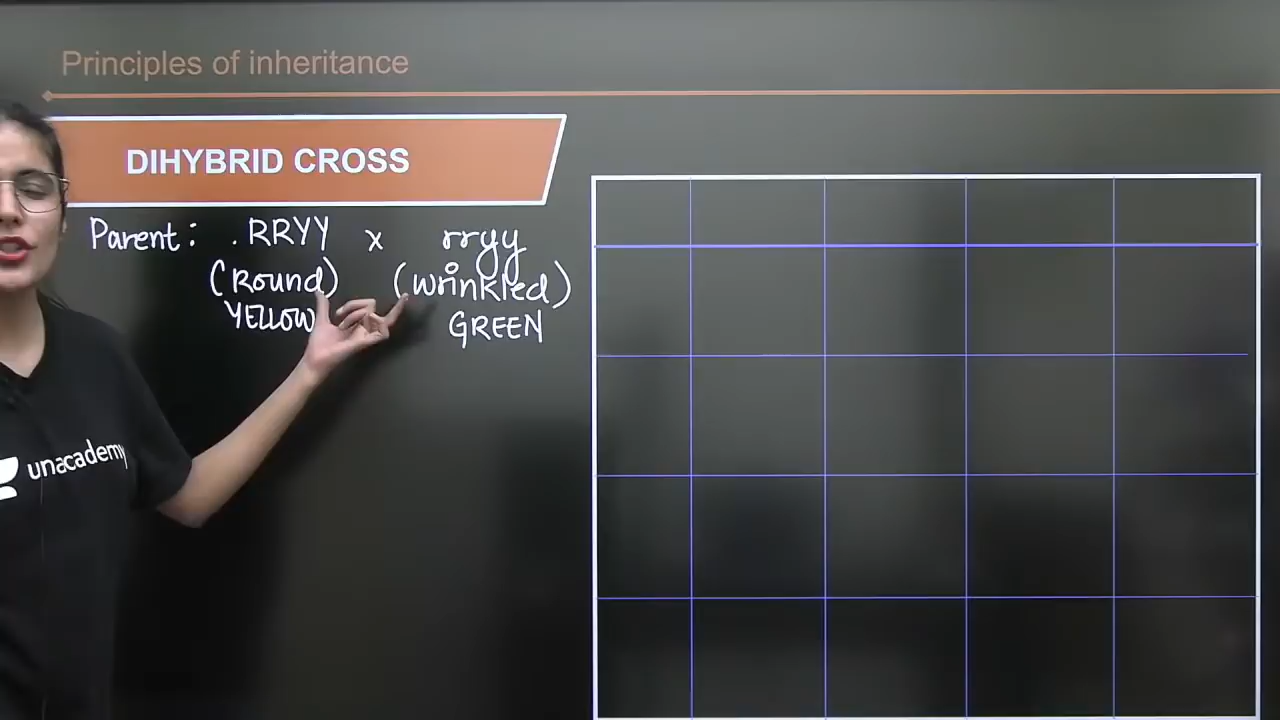 Principles of inheritance
DIHYBRID CROSS
Parent: .RRYY x rryy
(Round) (wrinkled)
YELLOW GREEN
unacademy